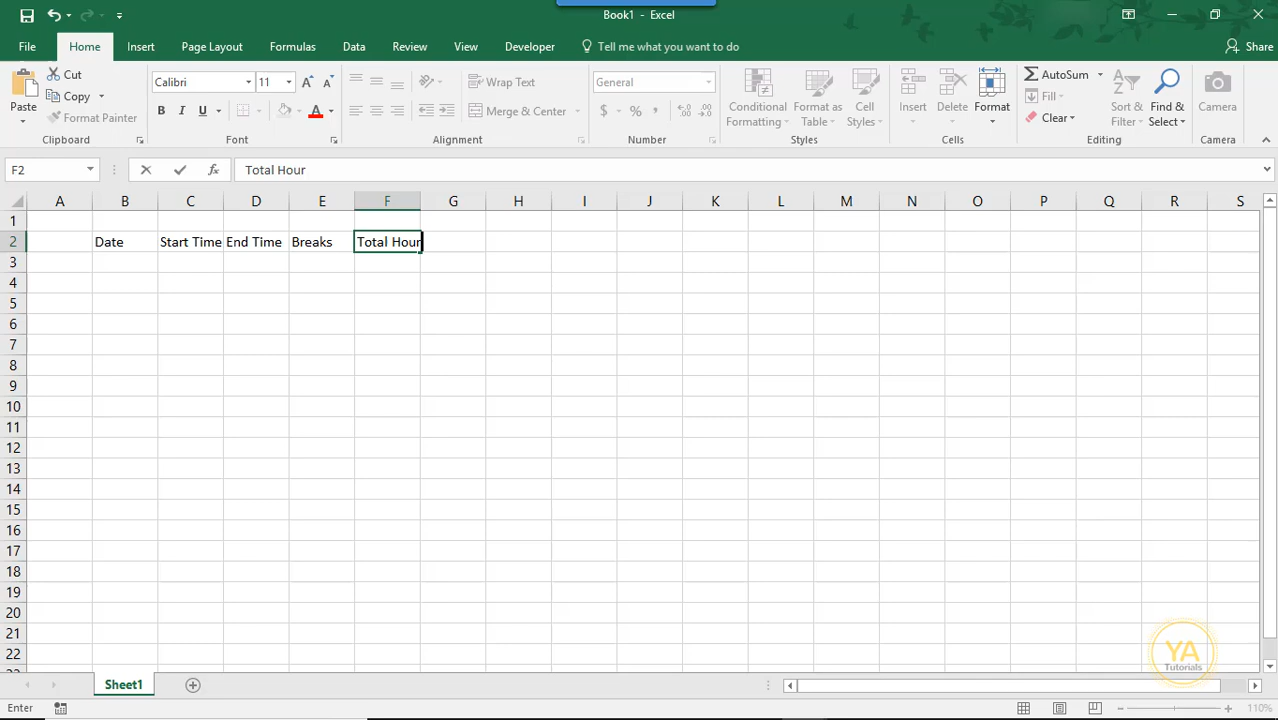 Book1 - Excel
File Home Insert Page Layout Formulas Data Review View Developer Tell me what you want to do Share
Paste Cut Copy Format Painter Clipboard
Calibri 11 A A B I U A Font
Wrap Text Merge & Center Alignment
General $ % , Number
Conditional Formatting Format as Table Cell Styles Styles
Insert Delete Format Cells
AutoSum Fill Clear Sort & Filter Find & Select Editing
Camera Camera
F2 fx Total Hour
A B C D E F G H I J K L M N O P Q R S
1
2 Date Start Time End Time Breaks Total Hour
3
4
5
6
7
8
9
10
11
12
13
14
15
16
17
18
19
20
21
22
YA
Tutorials
Sheet1
Enter 110%